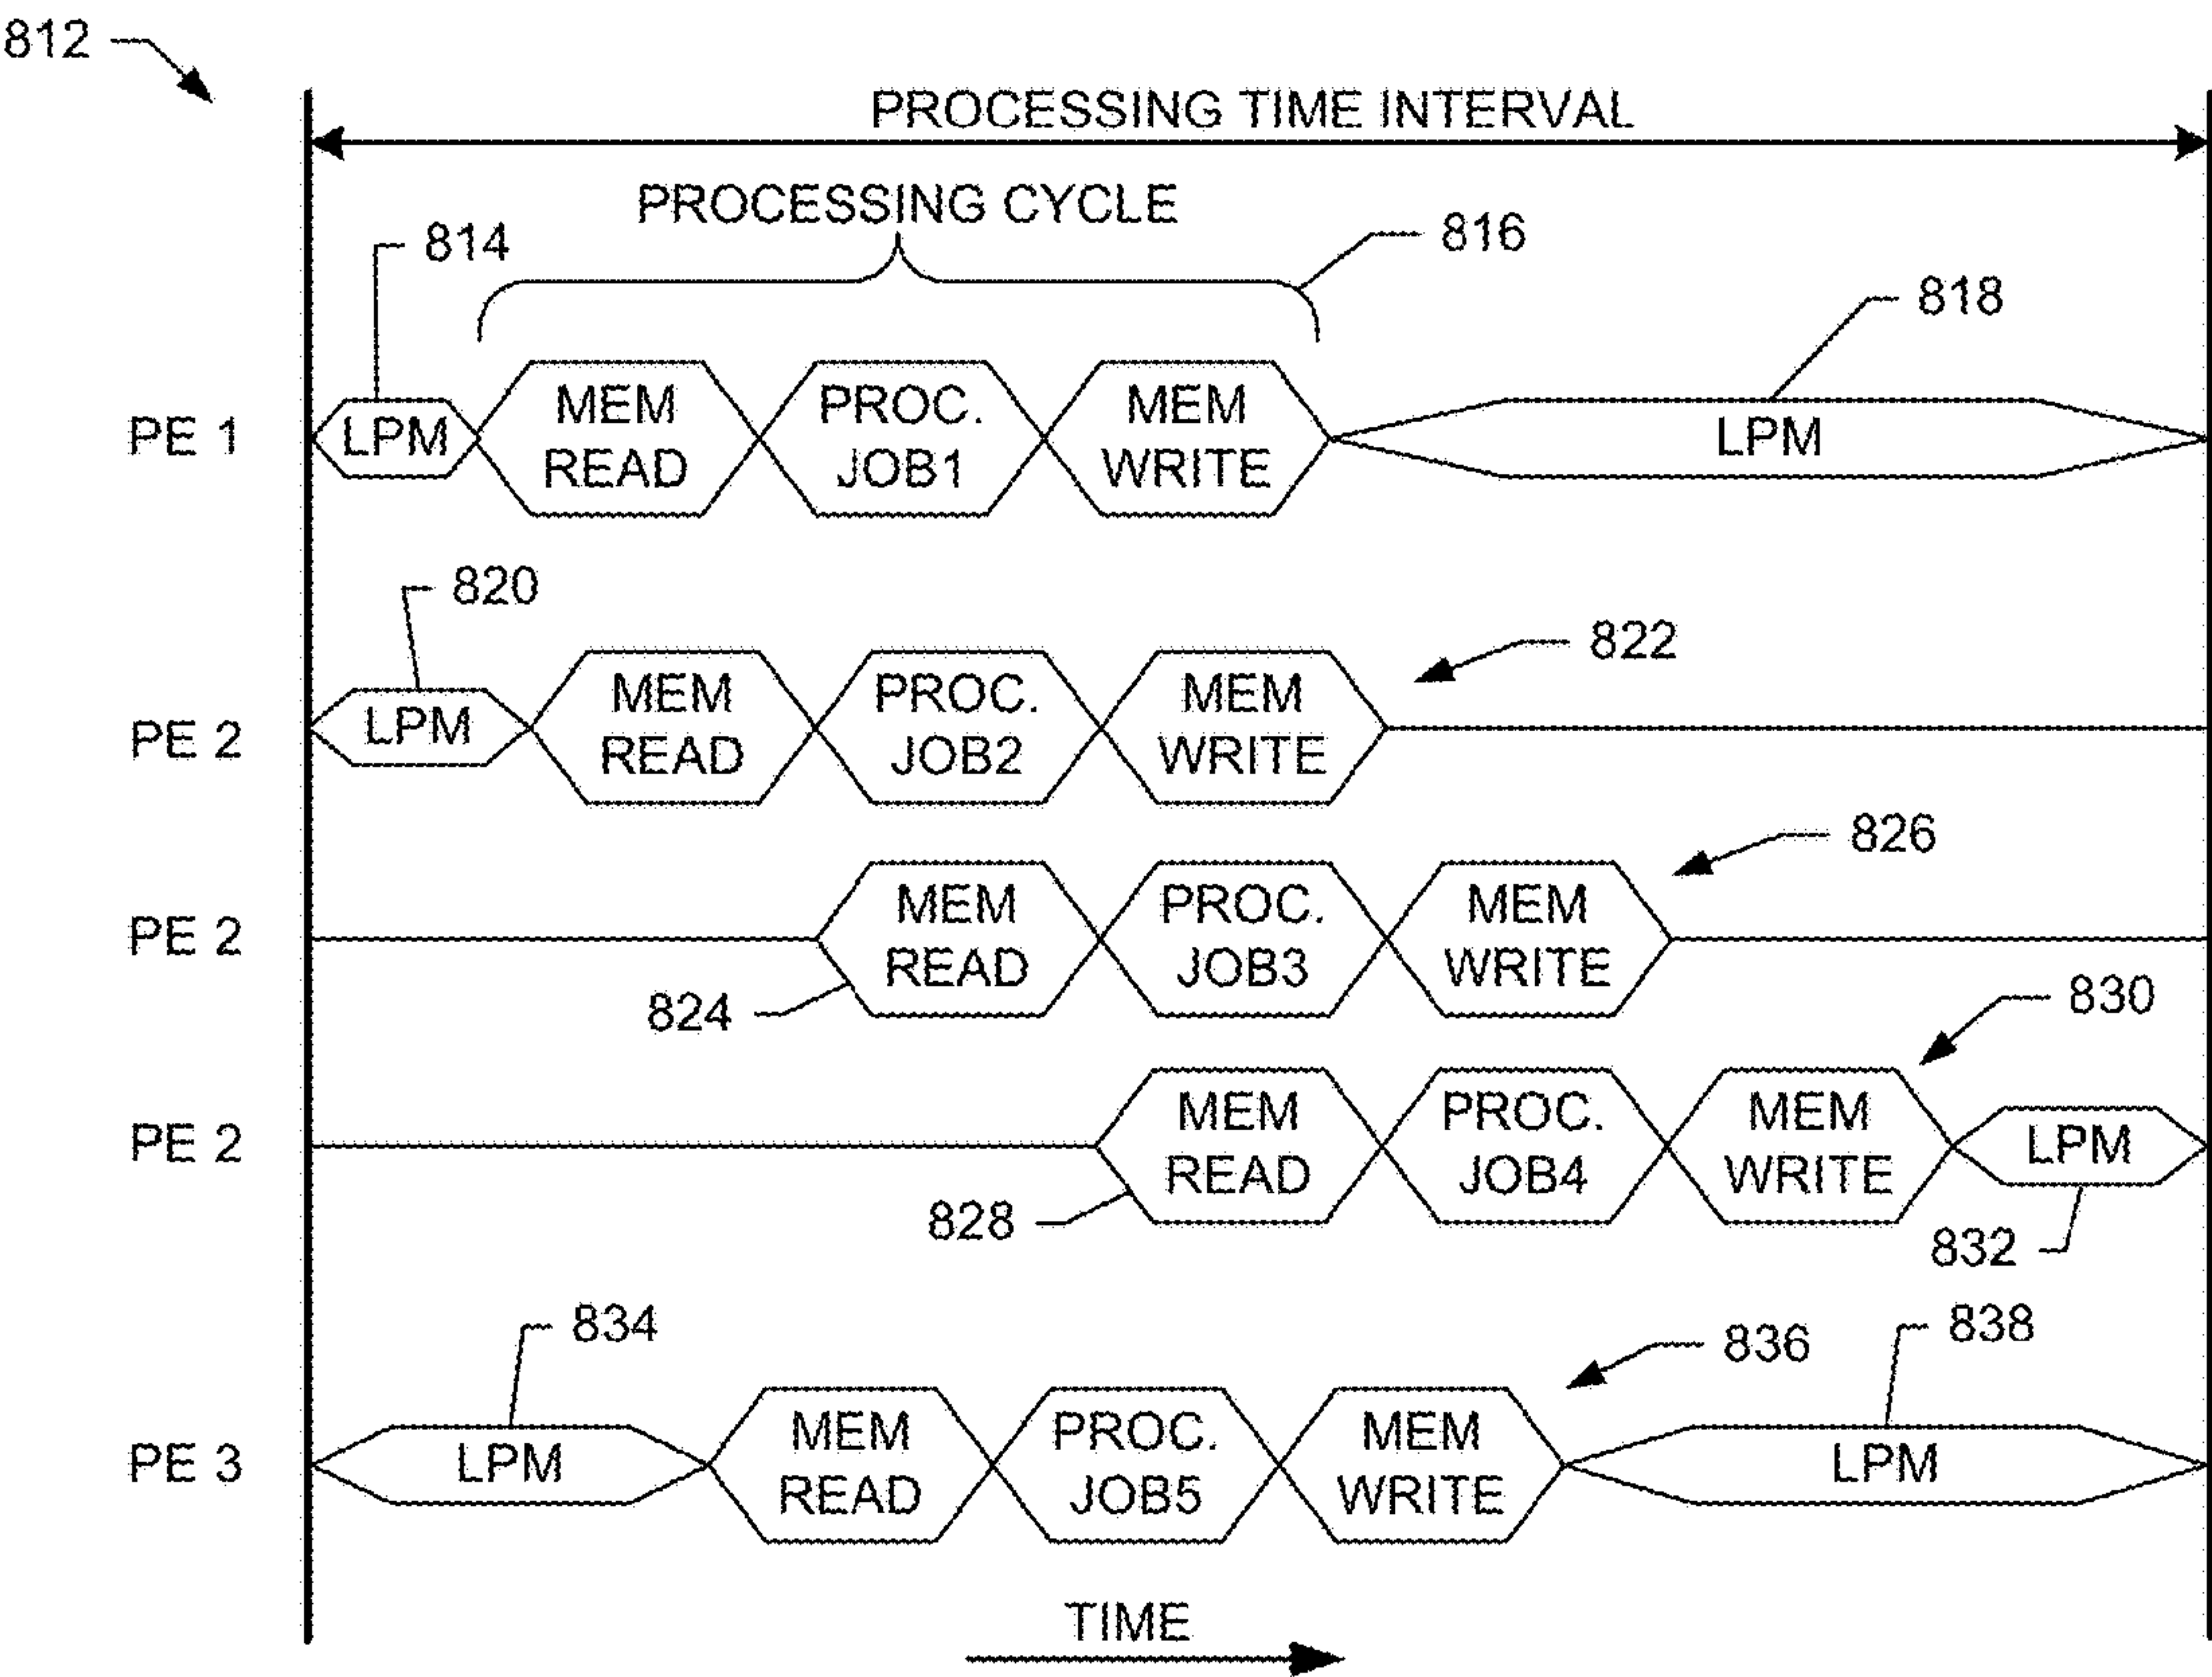 812
PROCESSING TIME INTERVAL
PROCESSING CYCLE
814
816
818
PE 1
LPM
MEM
READ
PROC.
JOB1
MEM
WRITE
LPM
820
822
PE 2
LPM
MEM
READ
PROC.
JOB2
MEM
WRITE
826
PE 2
MEM
READ
PROC.
JOB3
MEM
WRITE
824
830
PE 2
MEM
READ
PROC.
JOB4
MEM
WRITE
LPM
828
832
834
836
838
PE 3
LPM
MEM
READ
PROC.
JOB5
MEM
WRITE
LPM
TIME